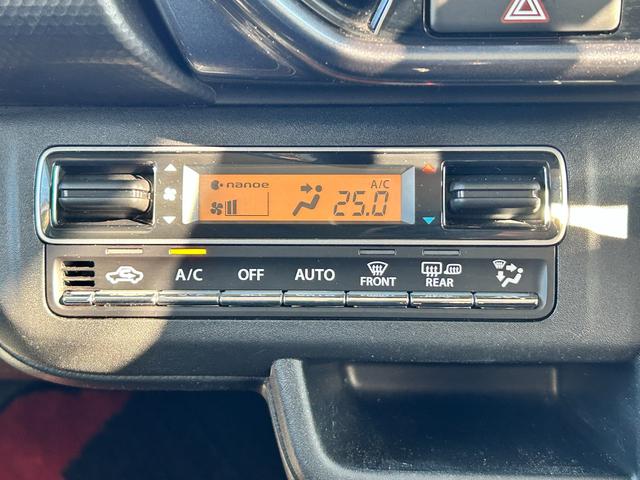 nanoe
A/C
25.0
A/C OFF AUTO FRONT REAR